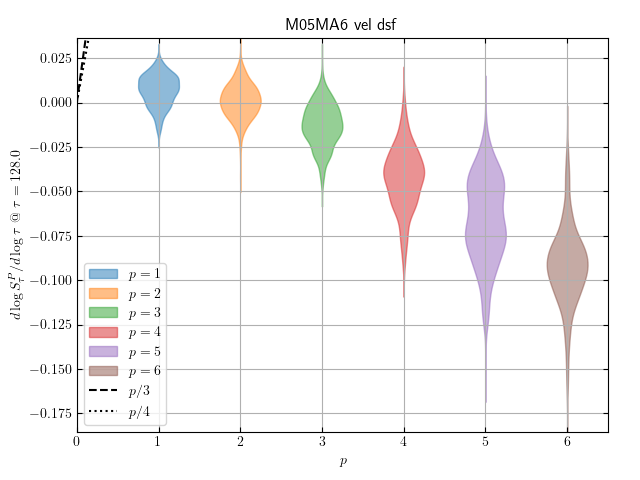 M05MA6 vel dsf
d log S_τ^P / d log τ @ τ = 128.0
0.025
0.000
−0.025
−0.050
−0.075
−0.100
−0.125
−0.150
−0.175
p = 1
p = 2
p = 3
p = 4
p = 5
p = 6
p/3
p/4
0 1 2 3 4 5 6
p